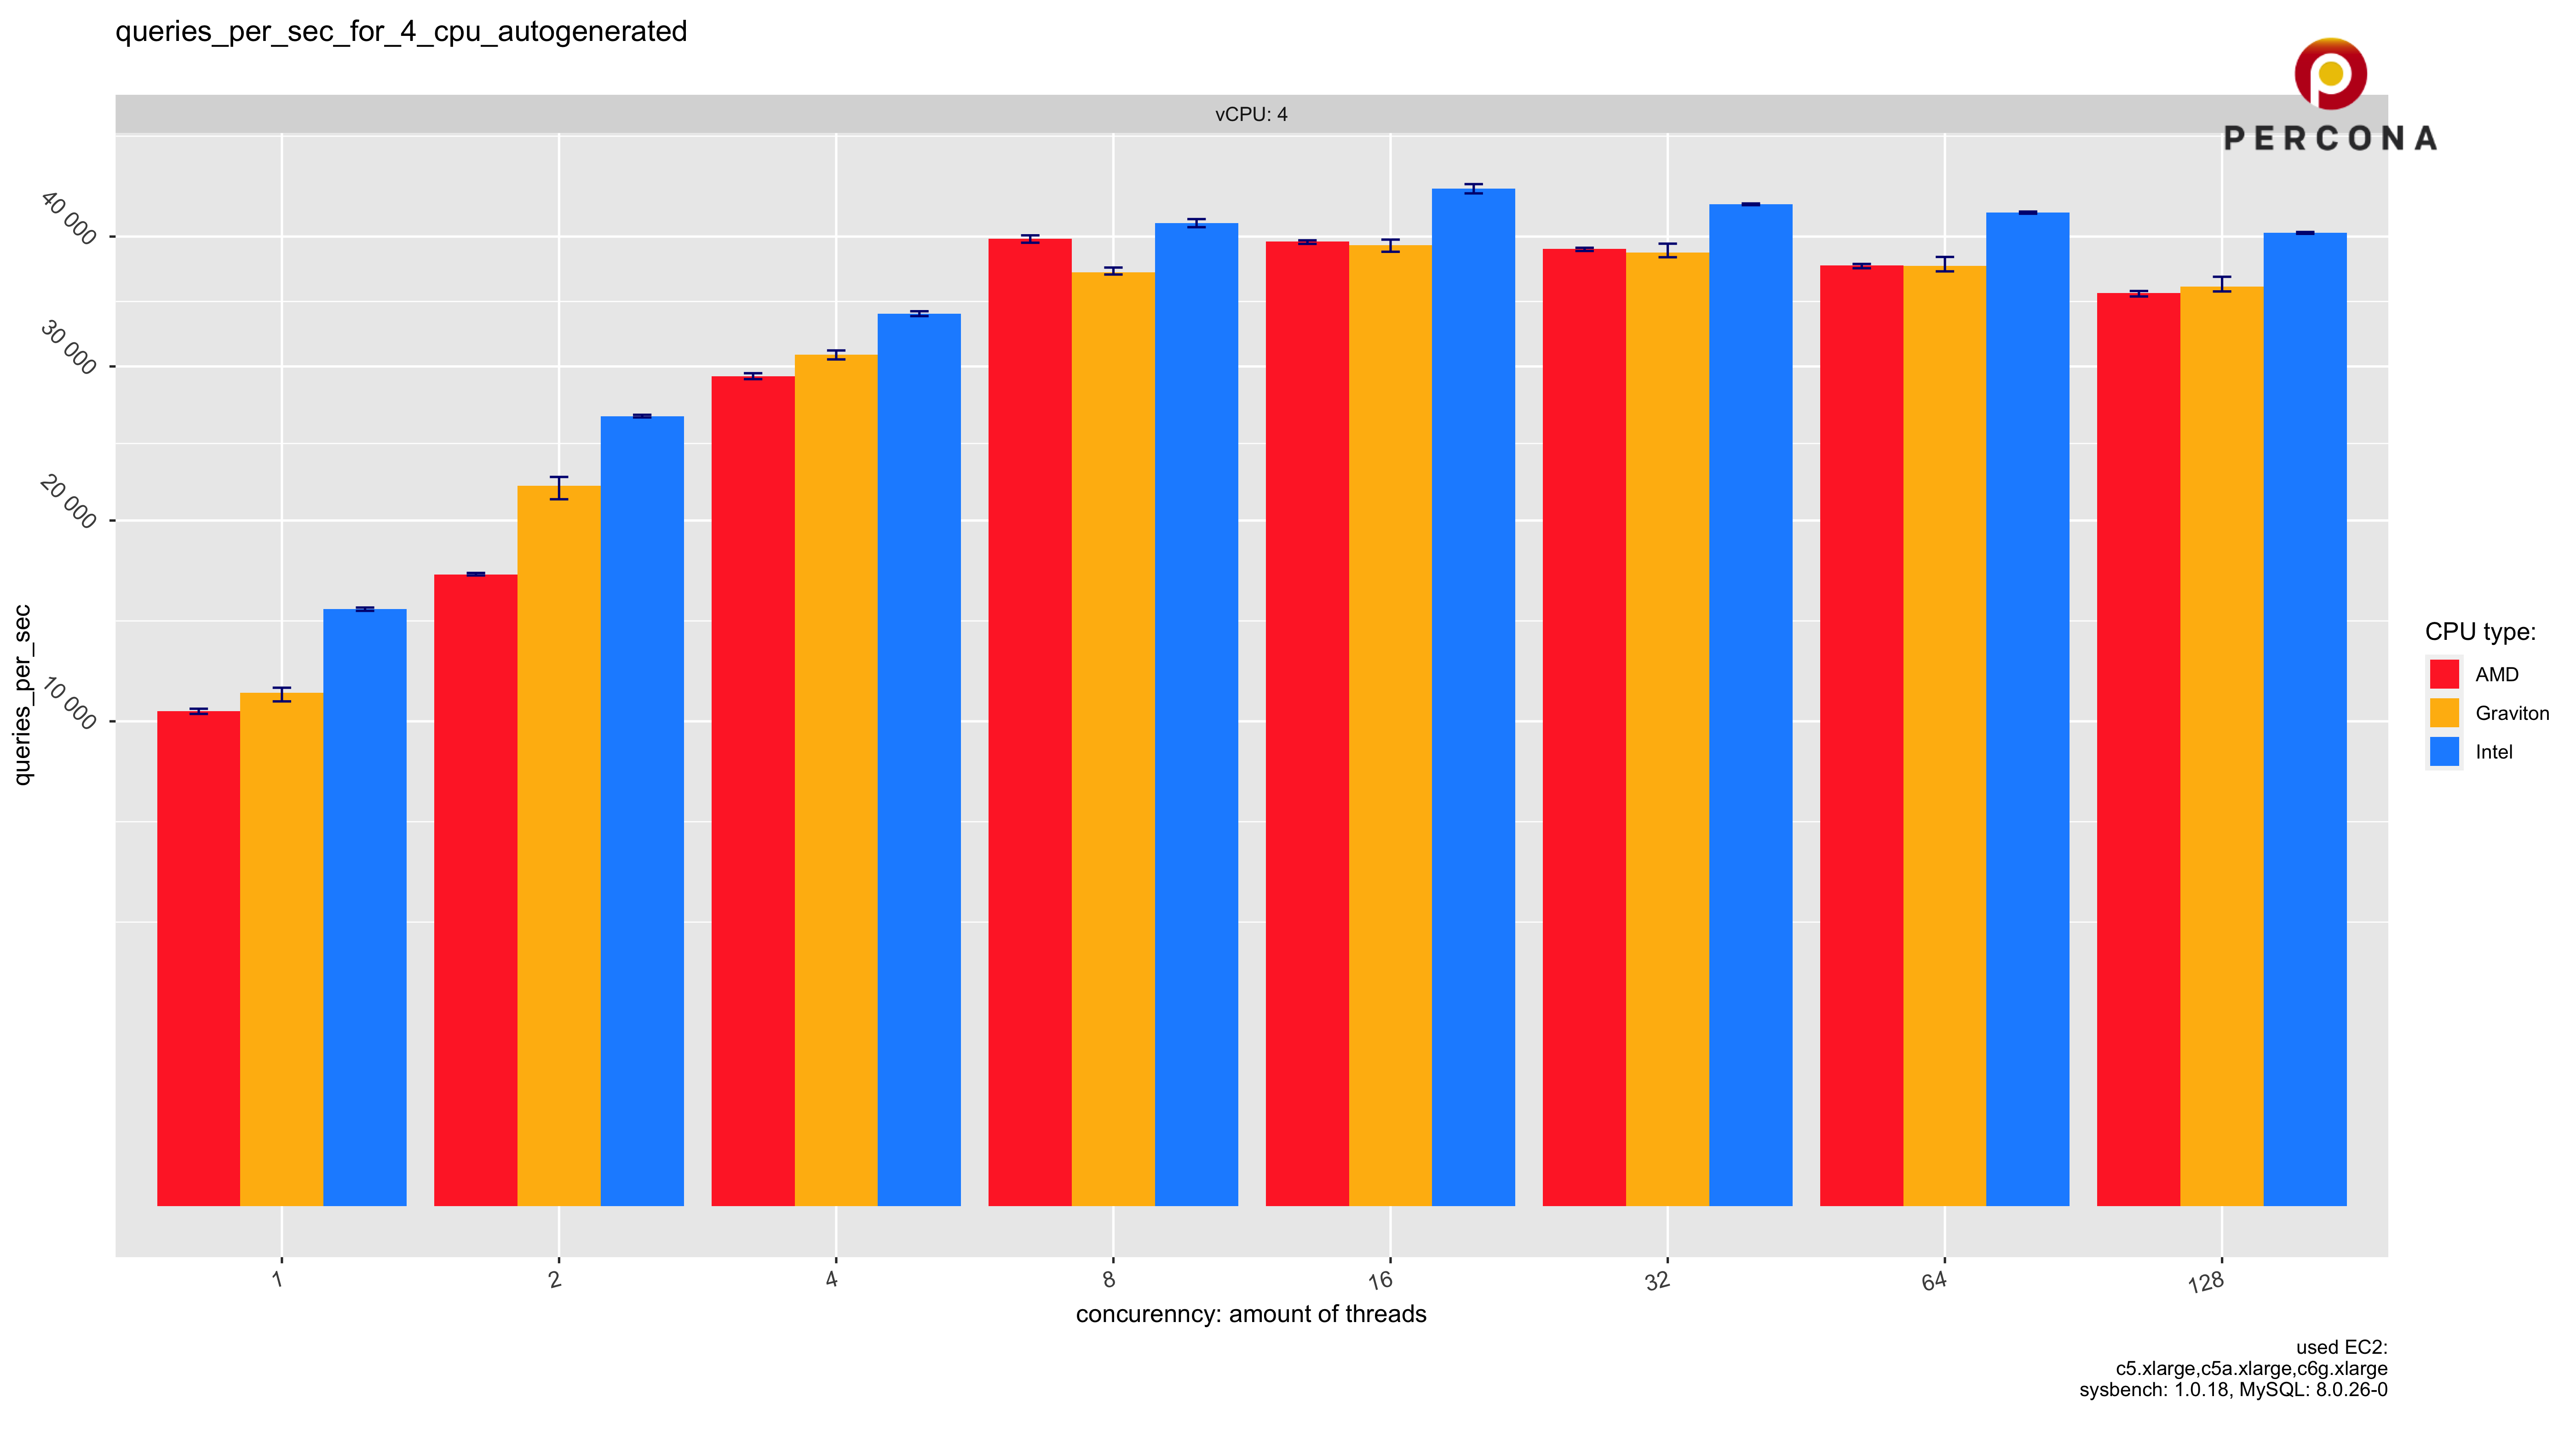 queries_per_sec_for_4_cpu_autogenerated
PERCONA
vCPU: 4
40 000
30 000
20 000
10 000
queries_per_sec
1
2
4
8
16
32
64
128
concurenncy: amount of threads
CPU type:
AMD
Graviton
Intel
used EC2:
c5.xlarge,c5a.xlarge,c6g.xlarge
sysbench: 1.0.18, MySQL: 8.0.26-0